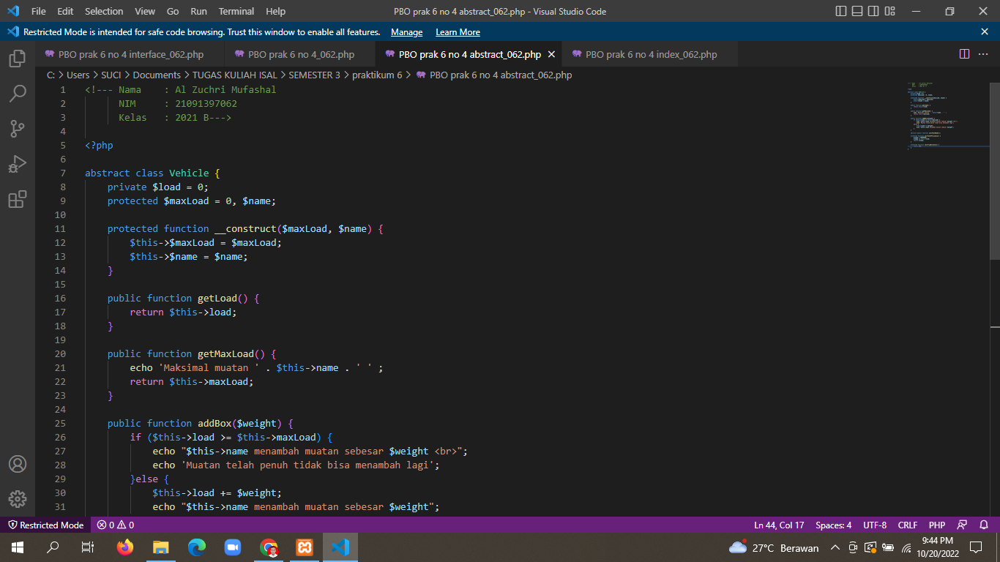 File Edit Selection View Go Run Terminal Help PBO prak 6 no 4 abstract_062.php - Visual Studio Code
Restricted Mode is intended for safe code browsing. Trust this window to enable all features. Manage Learn More
PBO prak 6 no 4 interface_062.php PBO prak 6 no 4_062.php PBO prak 6 no 4 abstract_062.php PBO prak 6 no 4 index_062.php
C: > Users > SUCI > Documents > TUGAS KULIAH ISAL > SEMESTER 3 > praktikum 6 > PBO prak 6 no 4 abstract_062.php
1 <!--- Nama : Al Zuchri Mufashal
2 NIM : 21091397062
3 Kelas : 2021 B--->
4
5 <?php
6
7 abstract class Vehicle {
8 private $load = 0;
9 protected $maxLoad = 0, $name;
10
11 protected function __construct($maxLoad, $name) {
12 $this->$maxLoad = $maxLoad;
13 $this->$name = $name;
14 }
15
16 public function getLoad() {
17 return $this->load;
18 }
19
20 public function getMaxLoad() {
21 echo 'Maksimal muatan ' . $this->name . ' ' ;
22 return $this->maxLoad;
23 }
24
25 public function addBox($weight) {
26 if ($this->load >= $this->maxLoad) {
27 echo "$this->name menambah muatan sebesar $weight <br>";
28 echo 'Muatan telah penuh tidak bisa menambah lagi';
29 }else {
30 $this->load += $weight;
31 echo "$this->name menambah muatan sebesar $weight";
Restricted Mode 0 0 Ln 44, Col 17 Spaces: 4 UTF-8 CRLF PHP
27°C Berawan 9:44 PM
10/20/2022